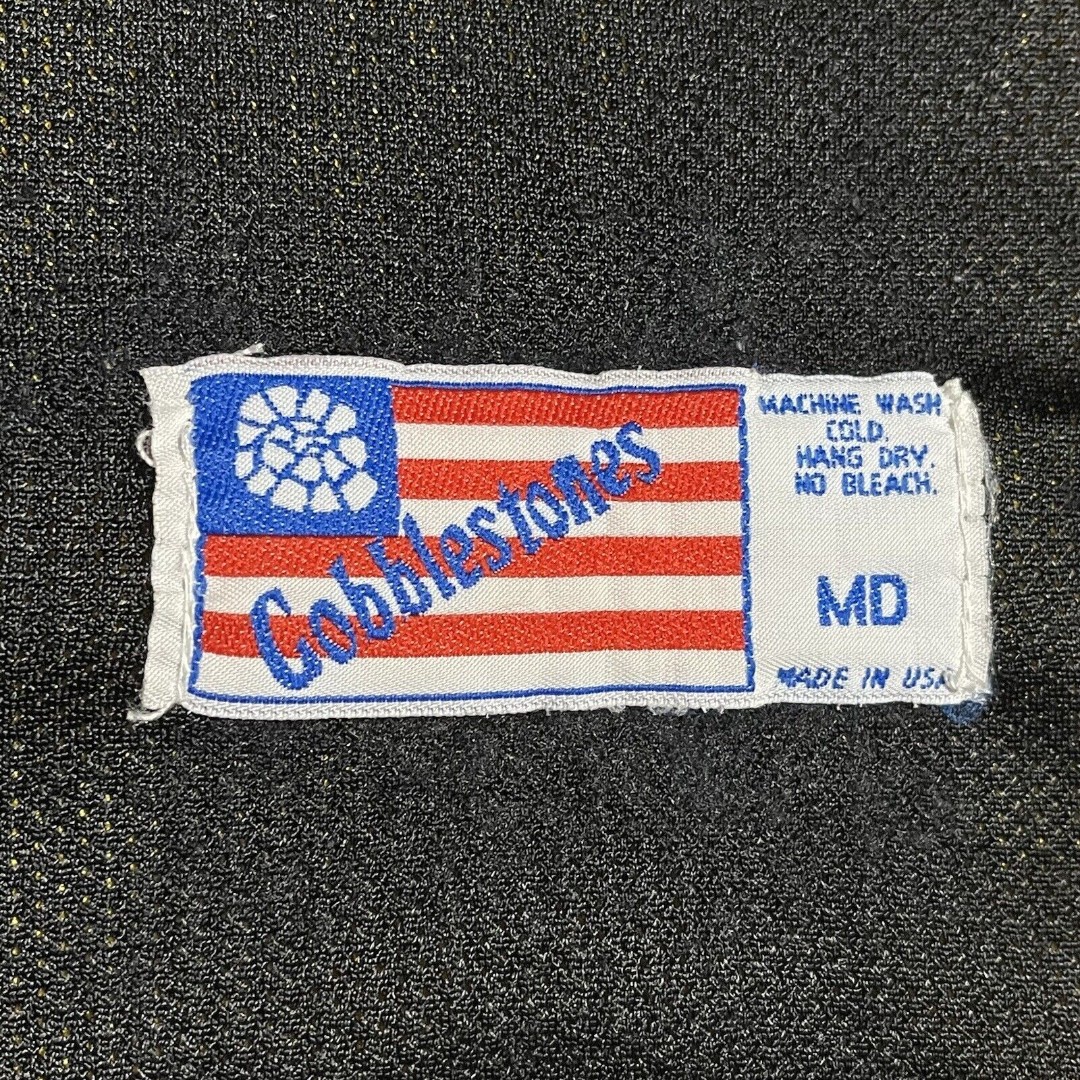 Cobblestones
MACHINE WASH
COLD.
HANG DRY.
NO BLEACH.
MD
MADE IN USA